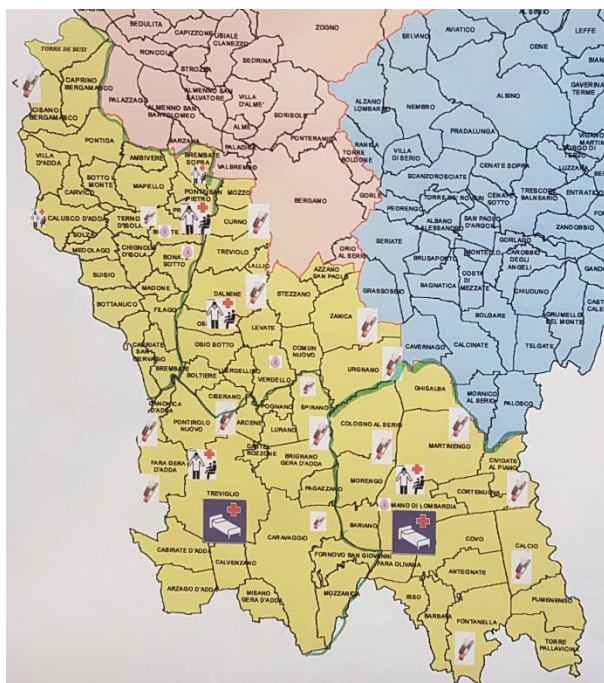 BEDULITA
CAPIZZONE
UBIALE
CLANEZZO
ZOGNO
SELVINO
AVIATICO
CENE
LEFFE
TORRE DE' BUSI
RONCOLA
STROZZA
SEDRINA
ALBINO
CAPRINO
BERGAMASCO
PALAZZAGO
ALMENNO SAN
SALVATORE
VILLA
D'ALME'
ALZANO
LOMBARDO
NEMBRO
GAVERINA
TERME
CISANO
BERGAMASCO
ALMENNO SAN
BARTOLOMEO
SORISOLE
PRADALUNGA
PONTIDA
BARZANA
ALME'
PALADINA
PONTERANICA
RANICA
TORRE
BOLDONE
VILLA
DI SERIO
CENATE SOPRA
LUZZANA
VILLA
D'ADDA
AMBIVERE
BREMBATE
SOPRA
VALBREMBO
SCANZOROSCIATE
TRESCORE
BALNEARIO
ENTRATICO
SOTTO
MONTE
MAPELLO
PONTE SAN
PIETRO
MOZZO
BERGAMO
GORLE
TORRE DE' ROVERI
CENATE
SOTTO
CARVICO
PEDRENGO
SAN PAOLO
D'ARGON
ZANDOBBIO
CALUSCO D'ADDA
TERNO
D'ISOLA
CURNO
ALBANO
S.ALESSANDRO
SOLZA
SERIATE
GORLAGO
MEDOLAGO
CHIGNOLO
D'ISOLA
BONA
SOTTO
TREVIOLO
ORIO
AL SERIO
BRUSAPORTO
MONTELLO
CAROBBIO
DEGLI
ANGELI
SUISIO
LALLIO
AZZANO
SAN PAOLO
COSTA
DI
MEZZATE
MADONE
DALMINE
STEZZANO
GRASSOBBIO
BAGNATICA
CHIUDUNO
BOTTANUCO
FILAGO
ZANICA
BOLGARE
GRUMELLO
DEL MONTE
LEVATE
OSIO SOTTO
COMUN
NUOVO
CAVERNAGO
CALCINATE
TELGATE
CAPRIATE
SAN
GERVASIO
BREMBATE
BOLTIERE
VERDELLINO
VERDELLO
URGNANO
GHISALBA
MORNICO
AL SERIO
PALOSCO
CANONICA
D'ADDA
CISERANO
POGNANO
SPIRANO
PONTIROLO
NUOVO
ARCENE
LURANO
COLOGNO AL SERIO
MARTINENGO
CASTEL
ROZZONE
BRIGNANO
GERA D'ADDA
CIVIDATE
AL PIANO
FARA GERA
D'ADDA
MORENGO
PAGAZZANO
CORTENUOVA
TREVIGLIO
MANO DI LOMBARDIA
BARIANO
CARAVAGGIO
COVO
CALCIO
CASIRATE D'ADDA
CALVENZANO
FORNOVO SAN GIOVANNI
FARA OLIVANA
ANTEGNATE
ARZAGO D'ADDA
MISANO
GERA D'ADDA
MOZZANICA
ISSO
PUMENENGO
BARBATA
FONTANELLA
TORRE
PALLAVICINA